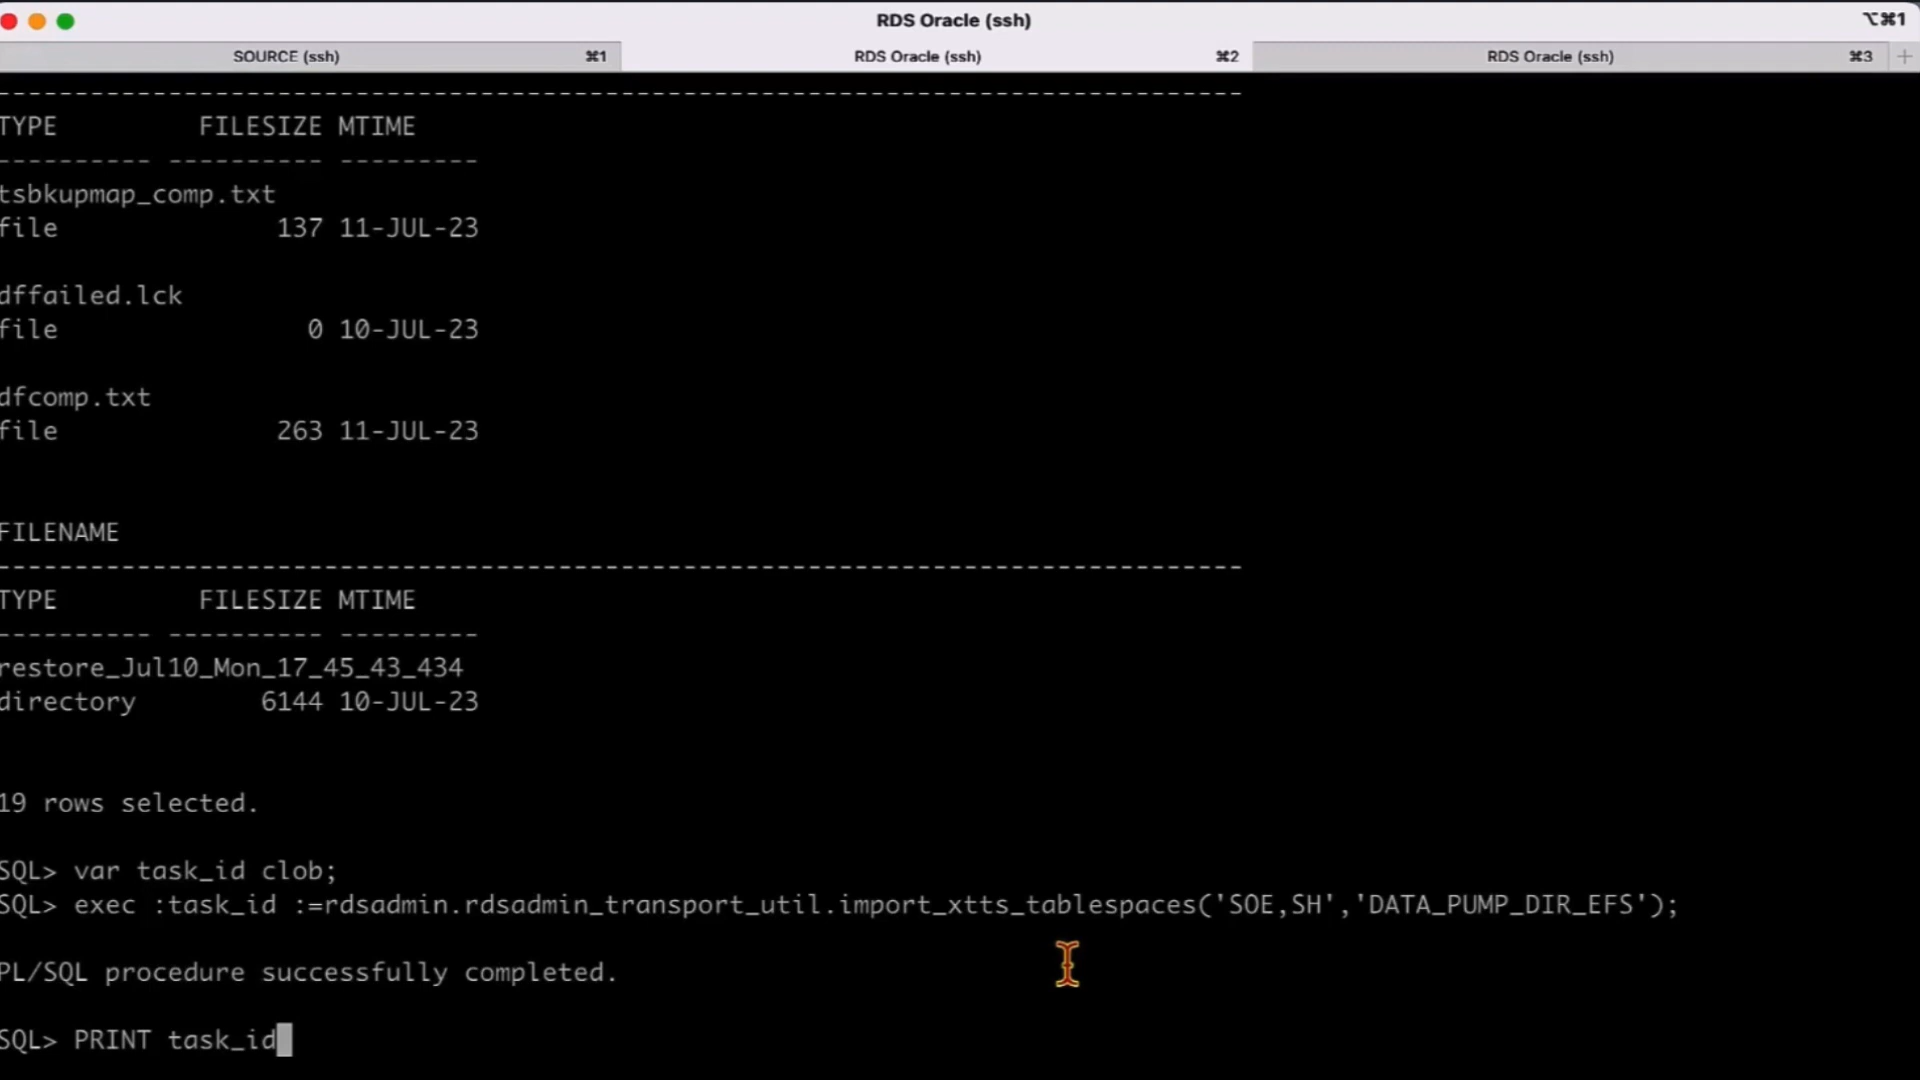 RDS Oracle (ssh)
⌥⌘1
SOURCE (ssh) ⌘1 RDS Oracle (ssh) ⌘2 RDS Oracle (ssh) ⌘3 +
--------------------------------------------------------------------------------
TYPE FILESIZE MTIME
---------- ---------- ---------
tsbkupmap_comp.txt
file 137 11-JUL-23
dffailed.lck
file 0 10-JUL-23
dfcomp.txt
file 263 11-JUL-23
FILENAME
--------------------------------------------------------------------------------
TYPE FILESIZE MTIME
---------- ---------- ---------
restore_Jul10_Mon_17_45_43_434
directory 6144 10-JUL-23
19 rows selected.
SQL> var task_id clob;
SQL> exec :task_id :=rdsadmin.rdsadmin_transport_util.import_xtts_tablespaces('SOE,SH','DATA_PUMP_DIR_EFS');
PL/SQL procedure successfully completed.
SQL> PRINT task_id